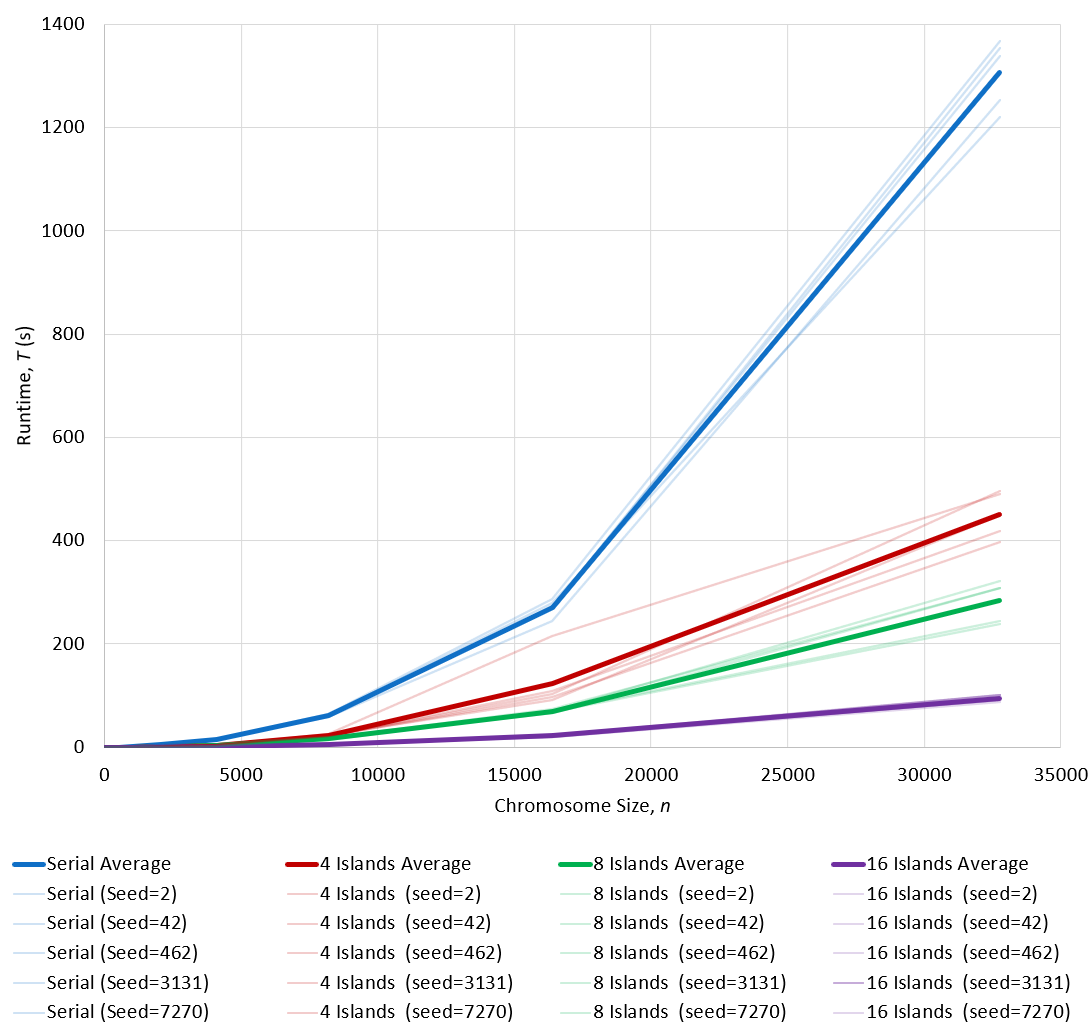 1400
1200
1000
800
600
400
200
0
Runtime, T (s)
0 5000 10000 15000 20000 25000 30000 35000
Chromosome Size, n
Serial Average 4 Islands Average 8 Islands Average 16 Islands Average
Serial (Seed=2) 4 Islands (seed=2) 8 Islands (seed=2) 16 Islands (seed=2)
Serial (Seed=42) 4 Islands (seed=42) 8 Islands (seed=42) 16 Islands (seed=42)
Serial (Seed=462) 4 Islands (seed=462) 8 Islands (seed=462) 16 Islands (seed=462)
Serial (Seed=3131) 4 Islands (seed=3131) 8 Islands (seed=3131) 16 Islands (seed=3131)
Serial (Seed=7270) 4 Islands (seed=7270) 8 Islands (seed=7270) 16 Islands (seed=7270)